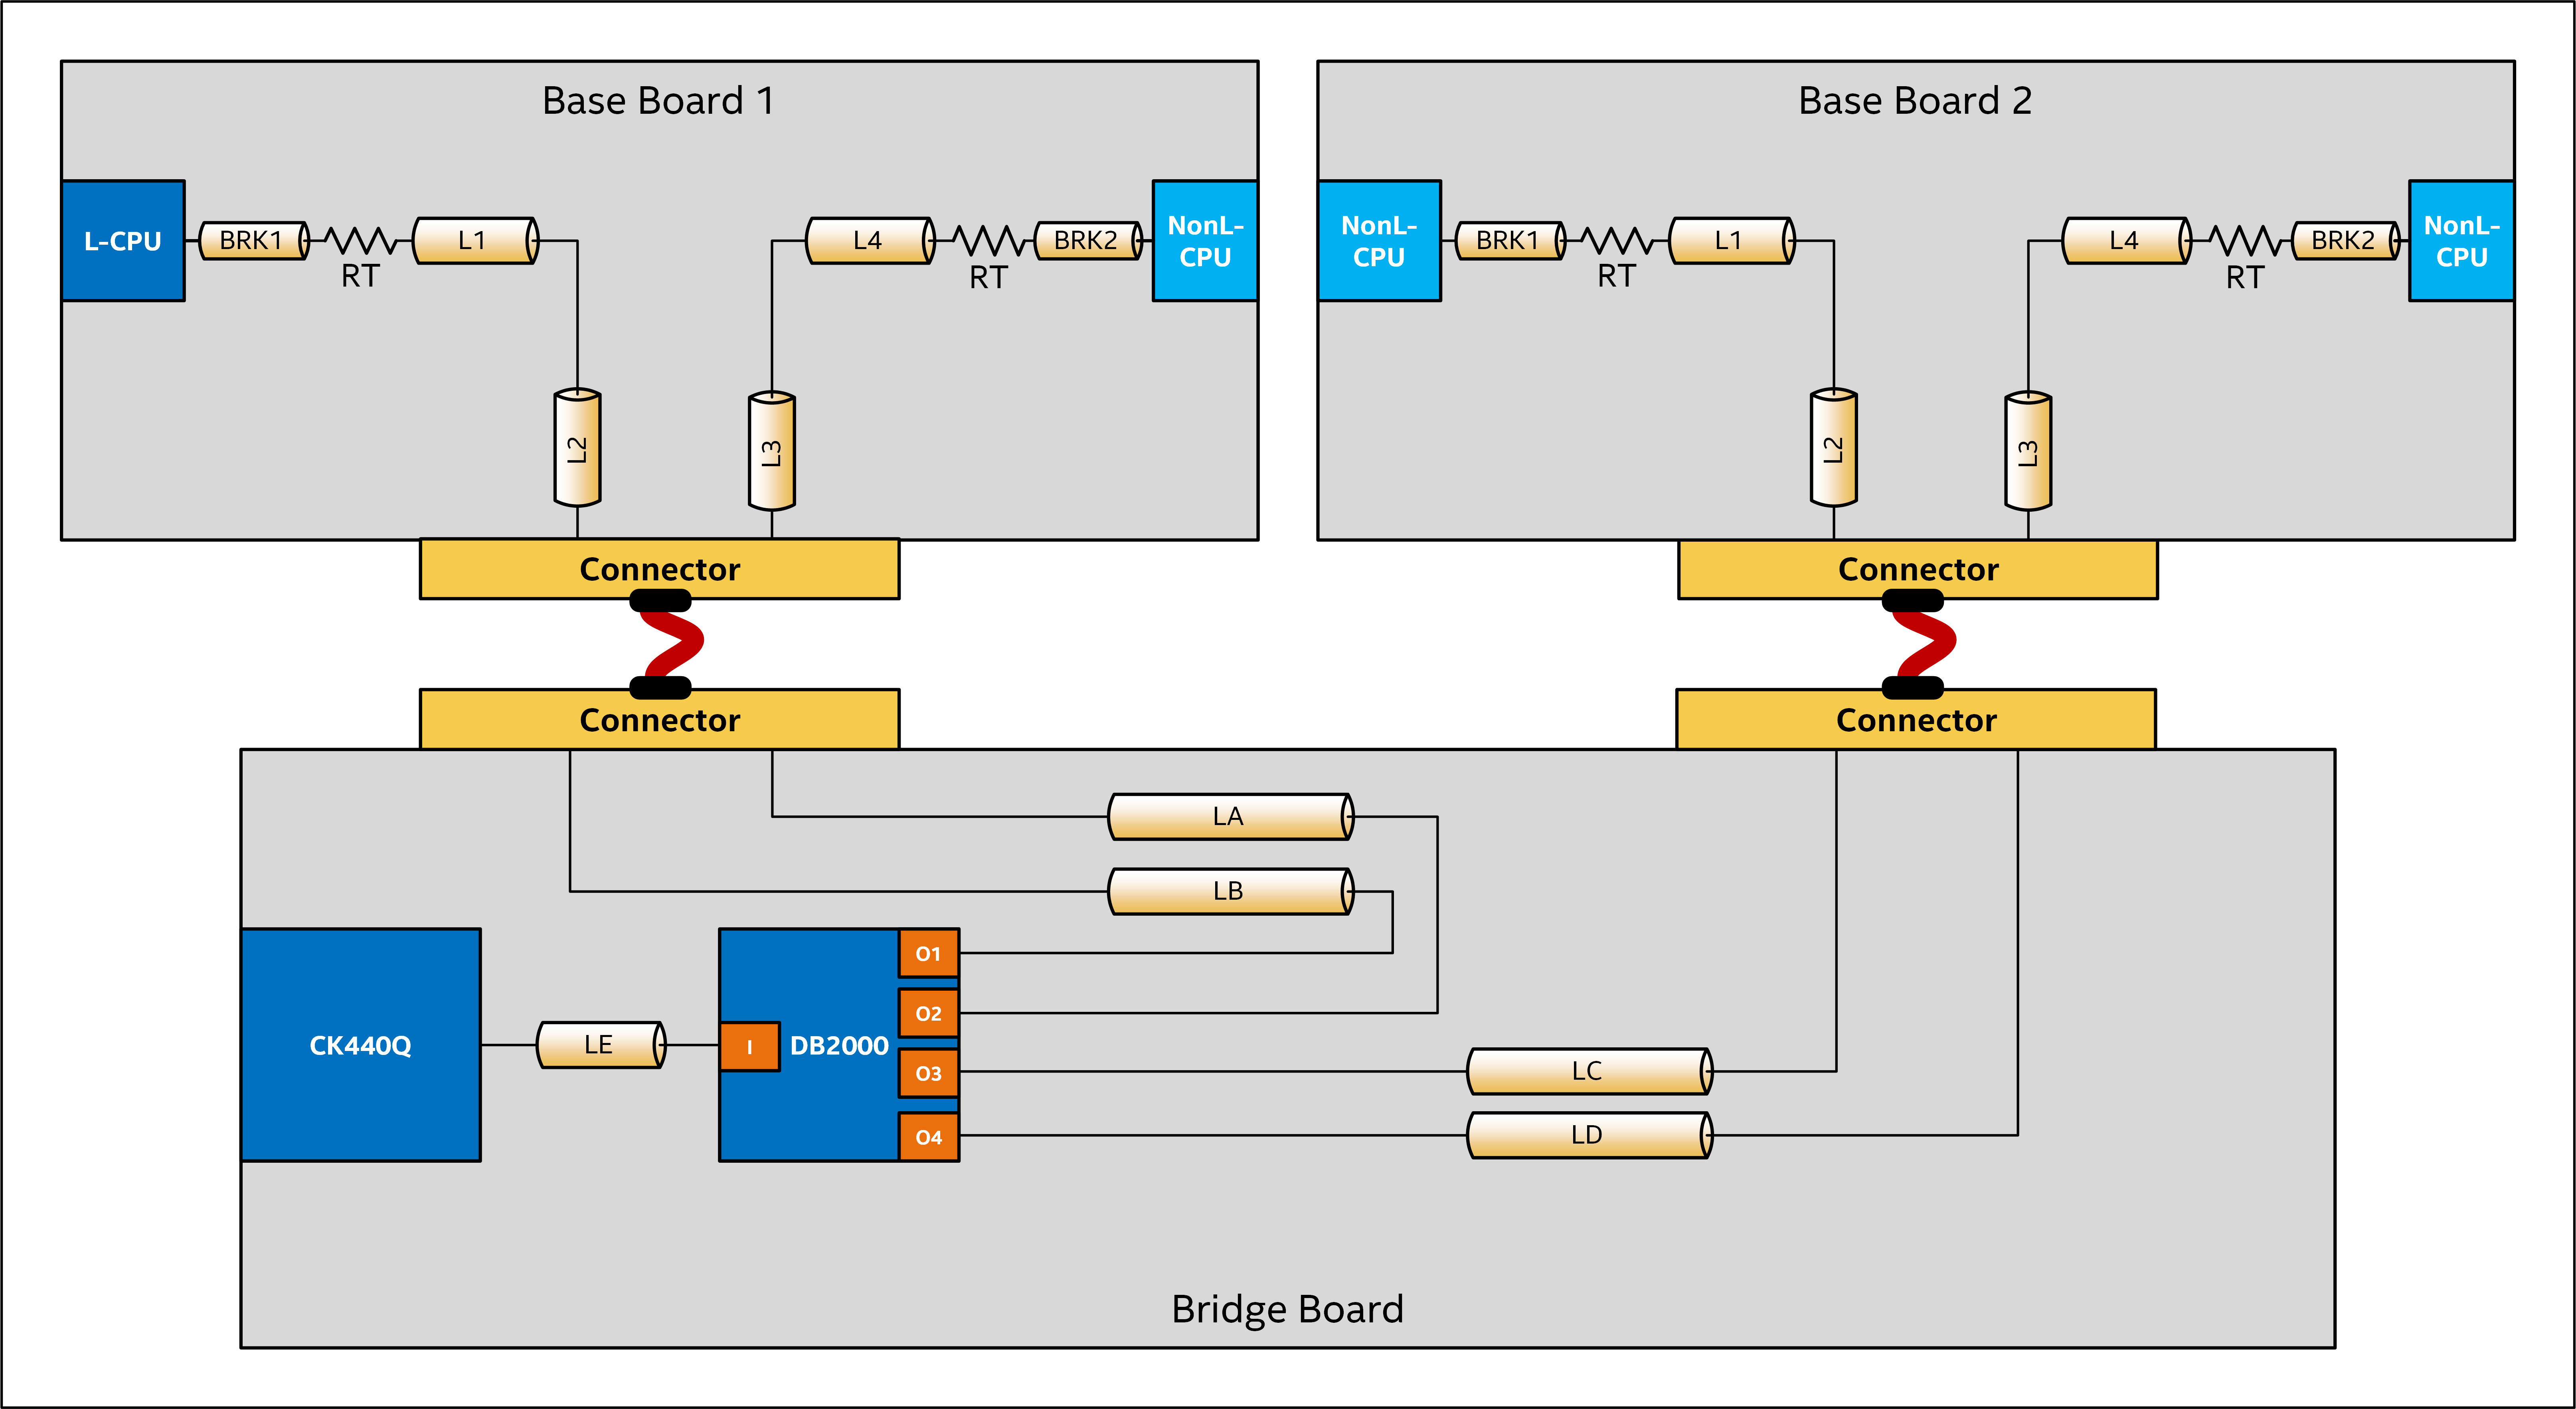 Base Board 1
L-CPU
BRK1
RT
L1
L2
L3
L4
RT
BRK2
NonL-
CPU
Base Board 2
NonL-
CPU
BRK1
RT
L1
L2
L3
L4
RT
BRK2
NonL-
CPU
Connector
Connector
Connector
Connector
LA
LB
CK440Q
LE
I
DB2000
O1
O2
O3
O4
LC
LD
Bridge Board